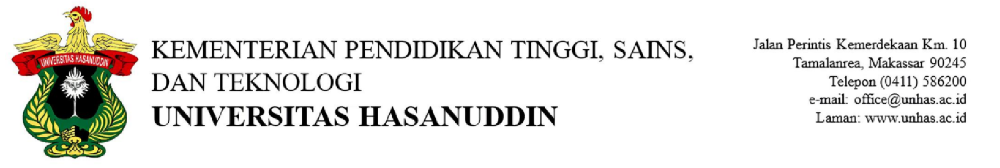 UNIVERSITAS HASANUDDIN
KEMENTERIAN PENDIDIKAN TINGGI, SAINS,
DAN TEKNOLOGI
UNIVERSITAS HASANUDDIN
Jalan Perintis Kemerdekaan Km. 10
Tamalanrea, Makassar 90245
Telepon (0411) 586200
e-mail: office@unhas.ac.id
Laman: www.unhas.ac.id